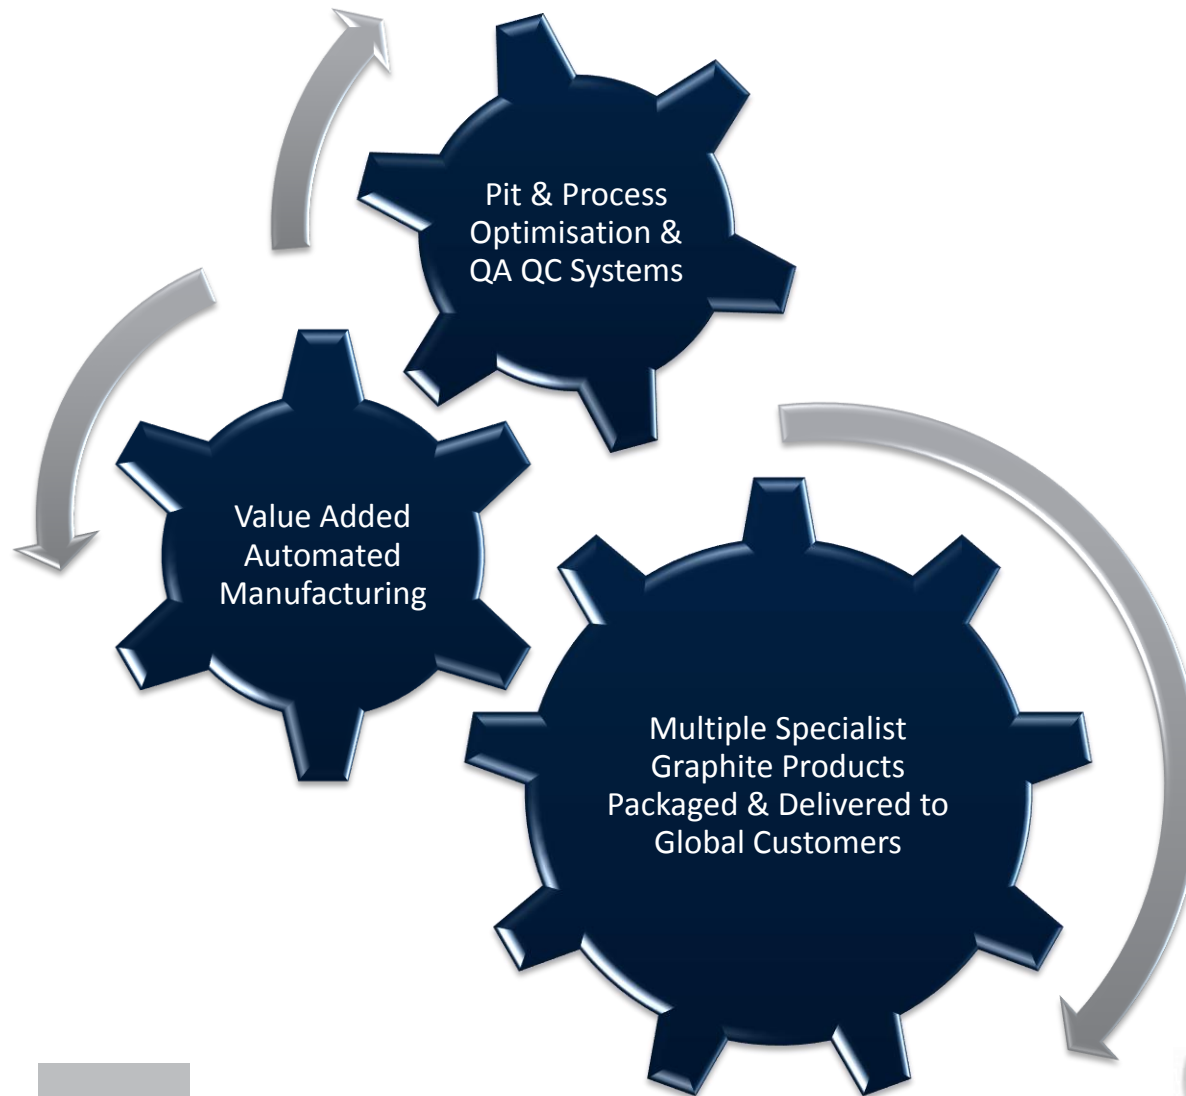 Pit & Process
Optimisation &
QA QC Systems
Value Added
Automated
Manufacturing
Multiple Specialist
Graphite Products
Packaged & Delivered to
Global Customers